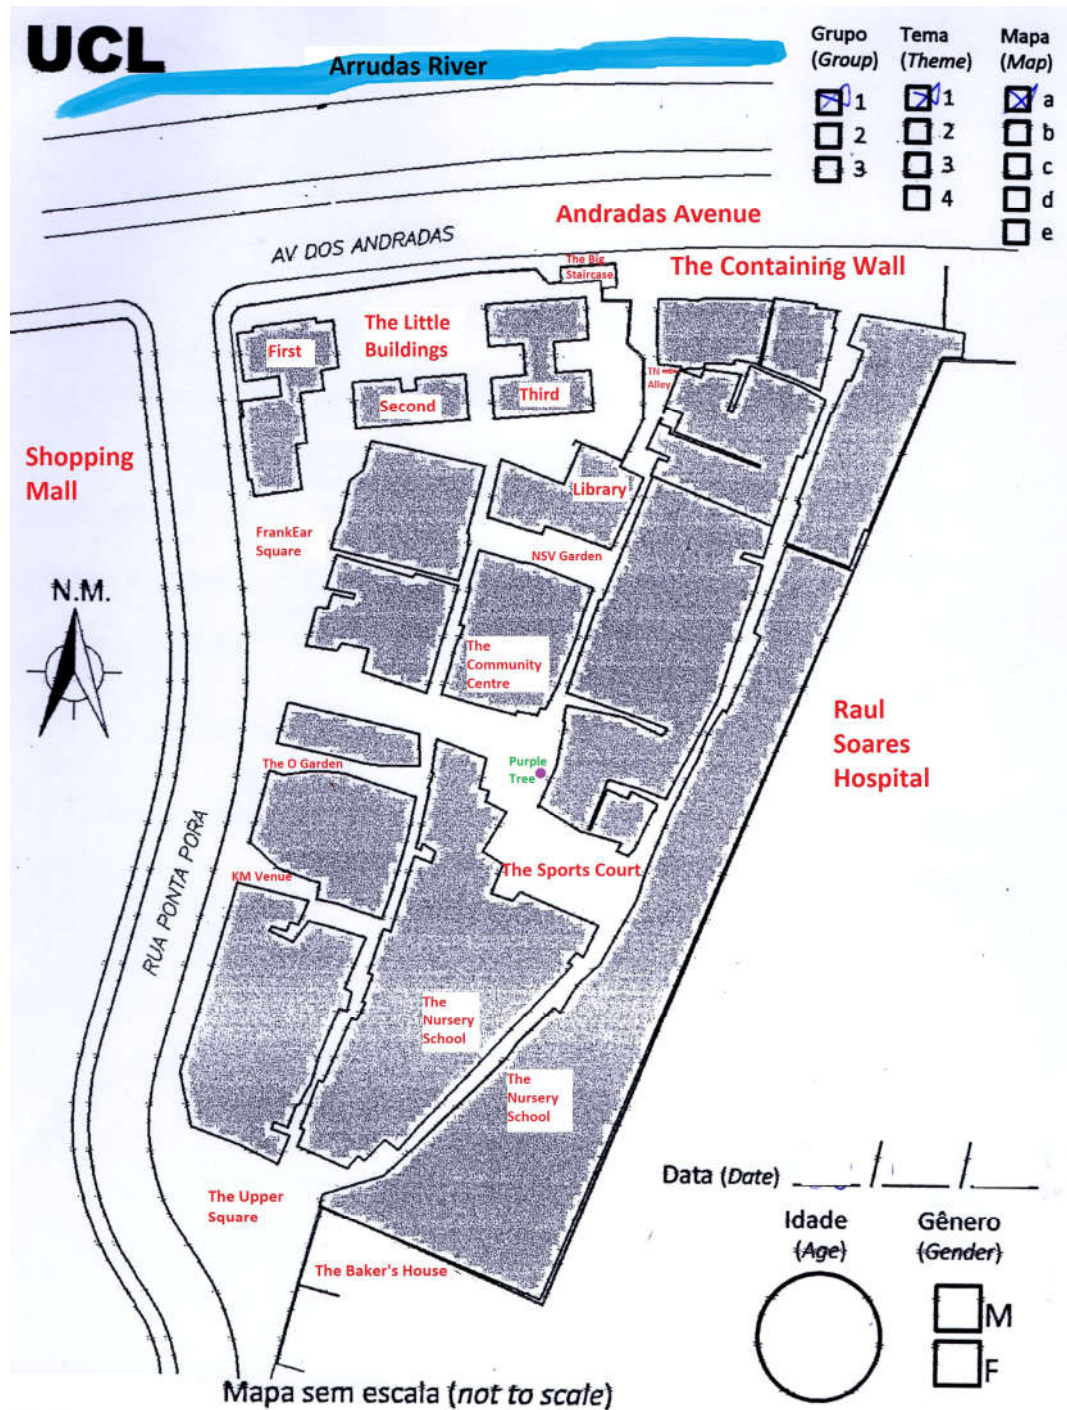 UCL
Arrudas River
Grupo
(Group)
1
2
3
Tema
(Theme)
1
2
3
4
Mapa
(Map)
a
b
c
d
e
Andradas Avenue
AV DOS ANDRADAS
The Big
Staircase
The Containing Wall
The Little
Buildings
First
Second
Third
TN
Alley
Shopping
Mall
Library
FrankEar
Square
NSV Garden
N.M.
The
Community
Centre
Raul
Soares
Hospital
Purple
Tree
The O Garden
RUA PONTA PORA
KM Venue
The Sports Court
The
Nursery
School
The
Nursery
School
The Upper
Square
The Baker's House
Data (Date) ____ / ____ / ____
Idade
(Age)
Gênero
(Gender)
M
F
Mapa sem escala (not to scale)